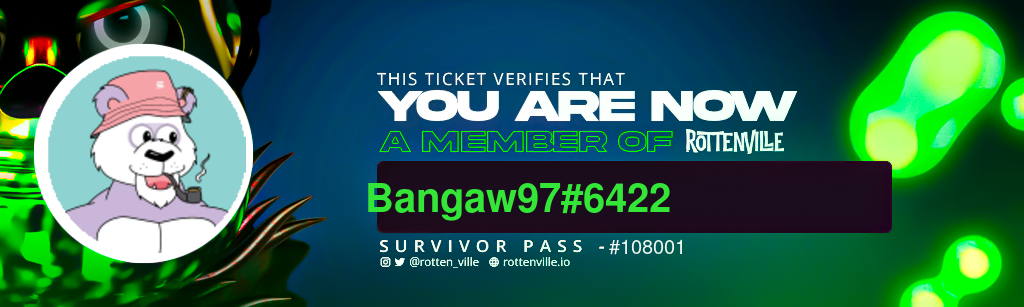 THIS TICKET VERIFIES THAT
YOU ARE NOW
A MEMBER OF ROTTENVILLE
Bangaw97#6422
SURVIVOR PASS - #108001
@rotten_ville rottenville.io